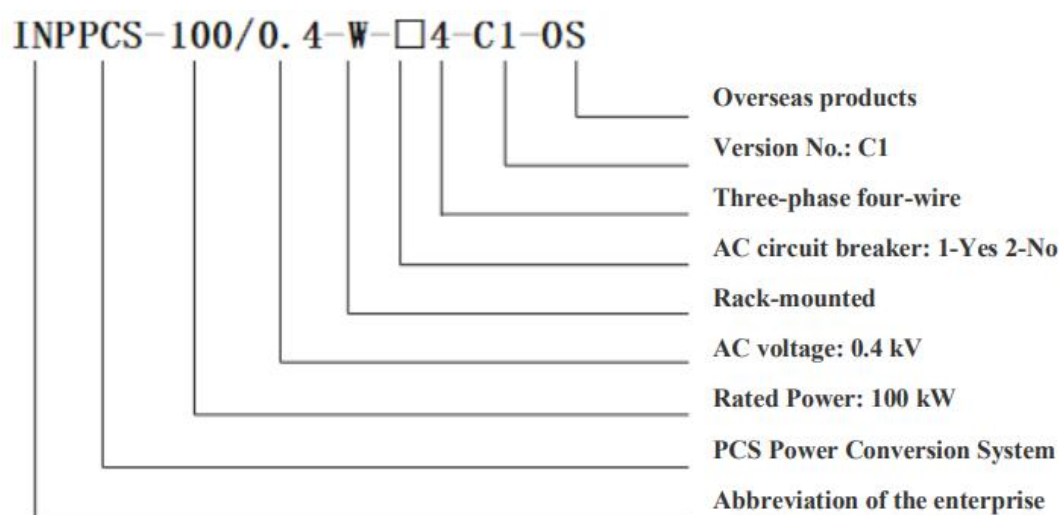 INPPCS-100/0.4-W-□4-C1-OS
Overseas products
Version No.: C1
Three-phase four-wire
AC circuit breaker: 1-Yes 2-No
Rack-mounted
AC voltage: 0.4 kV
Rated Power: 100 kW
PCS Power Conversion System
Abbreviation of the enterprise